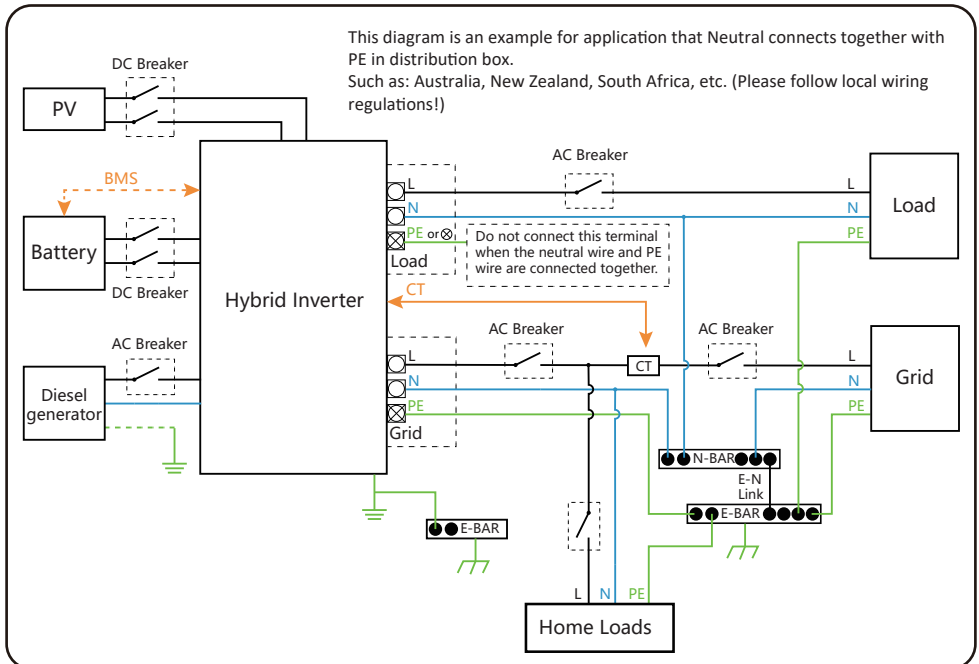 This diagram is an example for application that Neutral connects together with
PE in distribution box.
Such as: Australia, New Zealand, South Africa, etc. (Please follow local wiring
regulations!)
DC Breaker
PV
AC Breaker
BMS
L
L
N
N
Load
PE or
PE
Do not connect this terminal
when the neutral wire and PE
wire are connected together.
Load
Battery
Hybrid Inverter
CT
DC Breaker
AC Breaker
AC Breaker
AC Breaker
L
CT
L
N
N
Grid
Diesel
generator
PE
PE
Grid
N-BAR
E-N
Link
E-BAR
E-BAR
L
N
PE
Home Loads